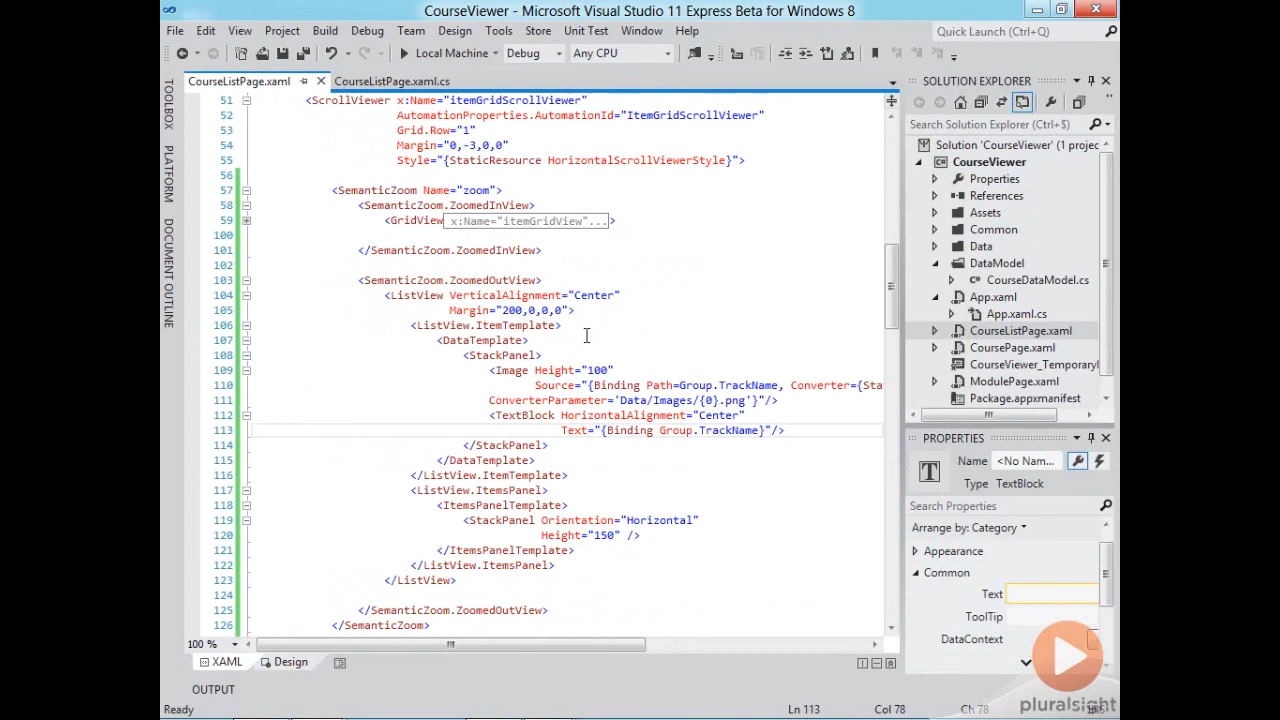 CourseViewer - Microsoft Visual Studio 11 Express Beta for Windows 8
File Edit View Project Build Debug Team Design Tools Store Unit Test Window Help
Quick Launch (Ctrl+Q)
Local Machine Debug Any CPU
CourseListPage.xaml CourseListPage.xaml.cs
TOOLBOX
PLATFORM
DOCUMENT OUTLINE
51 <ScrollViewer x:Name="itemGridScrollViewer"
52 AutomationProperties.AutomationId="ItemGridScrollViewer"
53 Grid.Row="1"
54 Margin="0,-3,0,0"
55 Style="{StaticResource HorizontalScrollViewerStyle}">
56
57 <SemanticZoom Name="zoom">
58 <SemanticZoom.ZoomedInView>
59 <GridView x:Name="itemGridView"... >
100
101 </SemanticZoom.ZoomedInView>
102
103 <SemanticZoom.ZoomedOutView>
104 <ListView VerticalAlignment="Center"
105 Margin="200,0,0,0">
106 <ListView.ItemTemplate>
107 <DataTemplate>
108 <StackPanel>
109 <Image Height="100"
110 Source="{Binding Path=Group.TrackName, Converter={Sta
111 ConverterParameter='Data/Images/{0}.png'}"/>
112 <TextBlock HorizontalAlignment="Center"
113 Text="{Binding Group.TrackName}"/>
114 </StackPanel>
115 </DataTemplate>
116 </ListView.ItemTemplate>
117 <ListView.ItemsPanel>
118 <ItemsPanelTemplate>
119 <StackPanel Orientation="Horizontal"
120 Height="150" />
121 </ItemsPanelTemplate>
122 </ListView.ItemsPanel>
123 </ListView>
124
125 </SemanticZoom.ZoomedOutView>
126 </SemanticZoom>
100 %
XAML Design
OUTPUT
Ready Ln 113 Col 78 Ch 78
SOLUTION EXPLORER
Search Solution Explorer (Ctrl+$)
Solution 'CourseViewer' (1 projec
CourseViewer
Properties
References
Assets
Common
Data
DataModel
CourseDataModel.cs
App.xaml
App.xaml.cs
CourseListPage.xaml
CoursePage.xaml
CourseViewer_Temporaryl
ModulePage.xaml
Package.appxmanifest
PROPERTIES
Name <No Nam...
Type TextBlock
Search Properties
Arrange by: Category
Appearance
Common
Text
ToolTip
DataContext
pluralsight